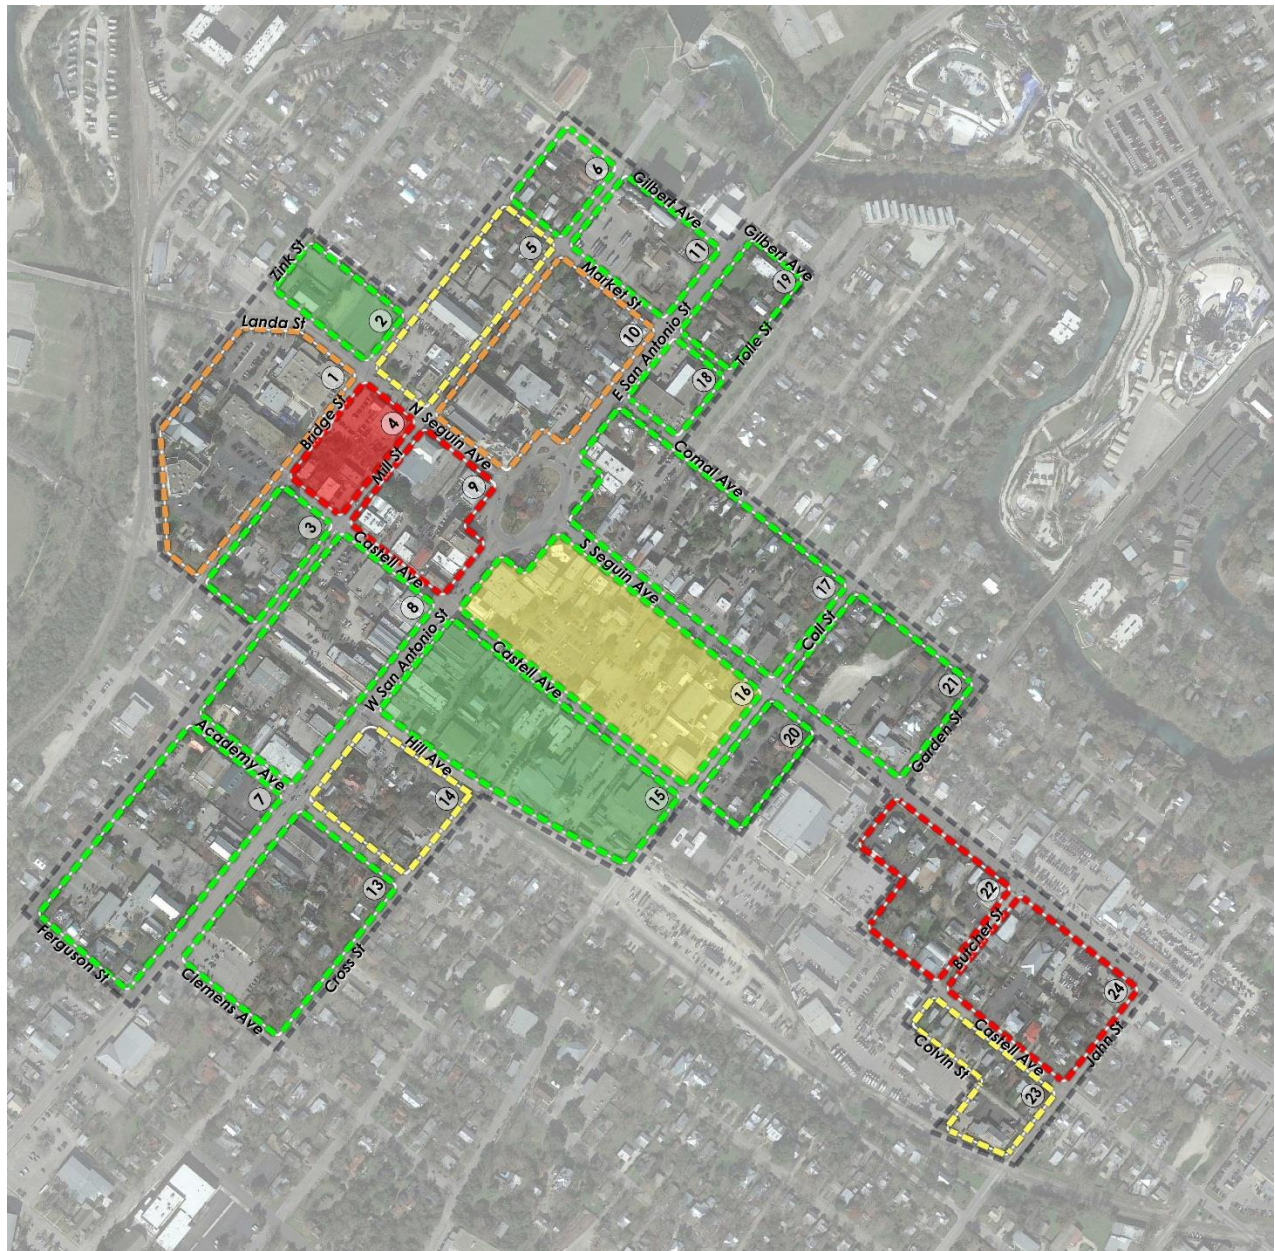 6
Gilbert Ave
5
11
Gilbert Ave
Zink St
19
Market St
Landa St
2
10
E San Antonio St
Tolle St
1
18
Bridge St
4
N Seguin Ave
Mill St
9
Comal Ave
3
Castell Ave
S Seguin Ave
17
8
W San Antonio St
Coll St
Castell Ave
16
21
20
Garden St
Academy Ave
Hill Ave
7
14
15
13
22
Butcher St
Ferguson St
Cross St
Clemens Ave
24
Castell Ave
Jahn St
Colvin St
23